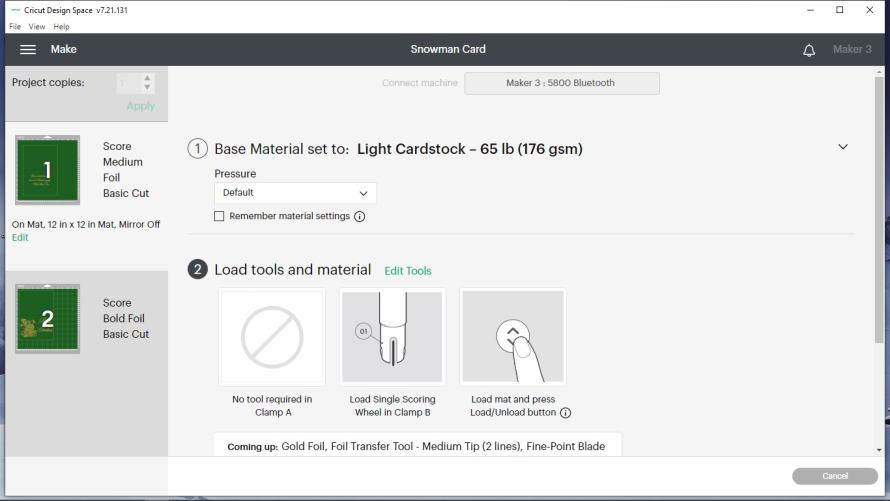 Cricut Design Space v7.21.131
File View Help
Make
Snowman Card
Maker 3
Project copies:
1
Apply
Connect machine
Maker 3 : 5800 Bluetooth
1
Score
Medium
Foil
Basic Cut
On Mat, 12 in x 12 in Mat, Mirror Off
Edit
2
Score
Bold Foil
Basic Cut
1 Base Material set to: Light Cardstock – 65 lb (176 gsm)
Pressure
Default
Remember material settings
2 Load tools and material Edit Tools
No tool required in
Clamp A
01
Load Single Scoring
Wheel in Clamp B
Load mat and press
Load/Unload button
Coming up: Gold Foil, Foil Transfer Tool - Medium Tip (2 lines), Fine-Point Blade
Cancel